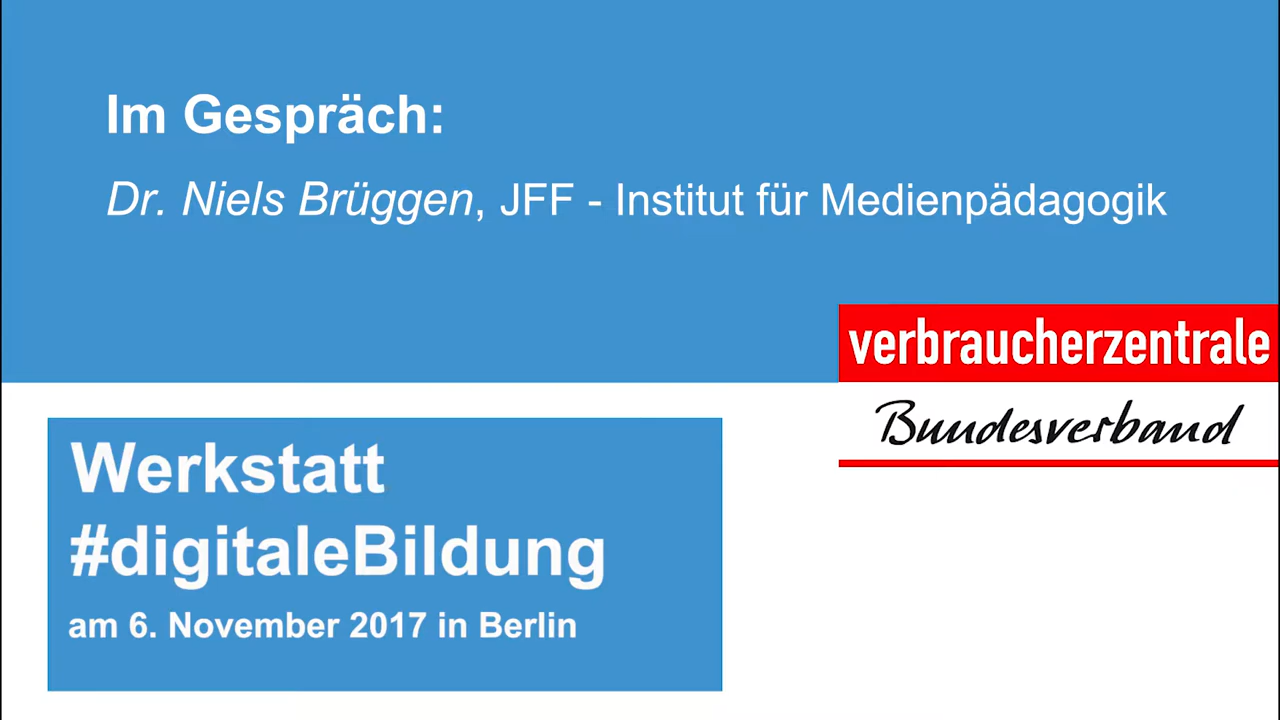 Im Gespräch:
Dr. Niels Brüggen, JFF - Institut für Medienpädagogik
verbraucherzentrale
Bundesverband
Werkstatt
#digitaleBildung
am 6. November 2017 in Berlin